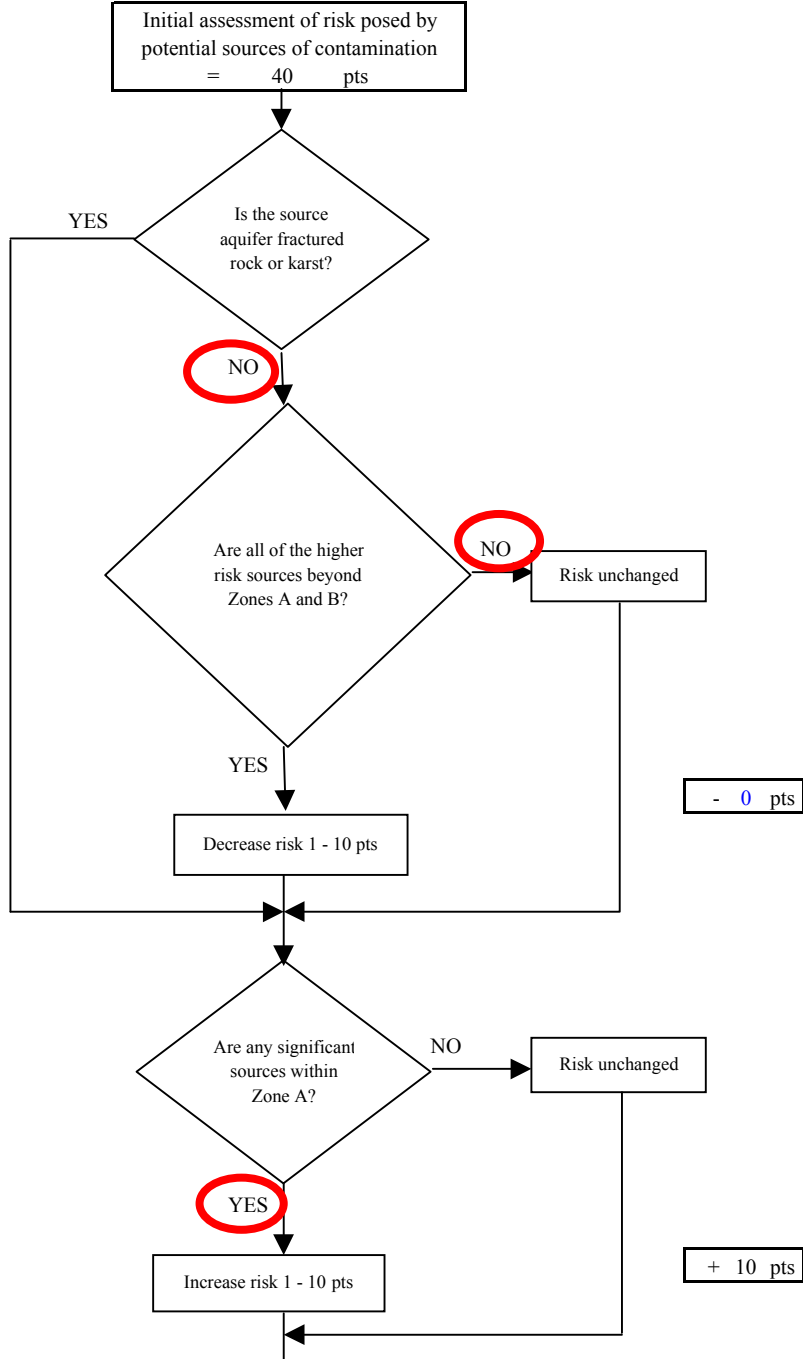 Initial assessment of risk posed by
potential sources of contamination
= 40 pts
YES
Is the source
aquifer fractured
rock or karst?
NO
Are all of the higher
risk sources beyond
Zones A and B?
NO
Risk unchanged
YES
- 0 pts
Decrease risk 1 - 10 pts
Are any significant
sources within
Zone A?
NO
Risk unchanged
YES
+ 10 pts
Increase risk 1 - 10 pts